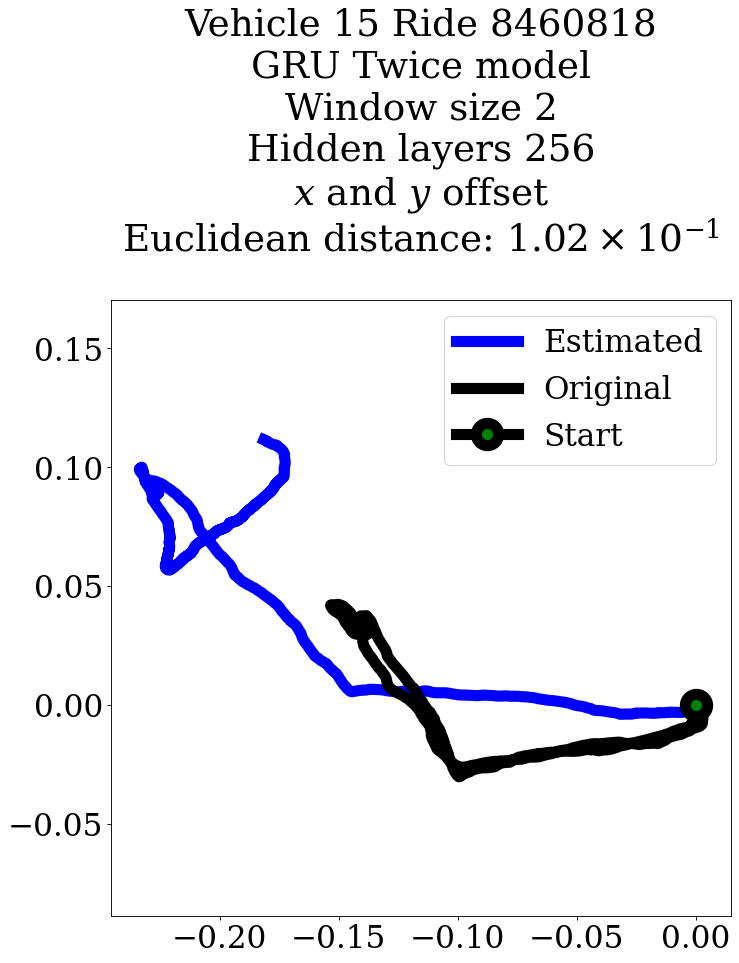 Vehicle 15 Ride 8460818
GRU Twice model
Window size 2
Hidden layers 256
x and y offset
Euclidean distance: 1.02 × 10⁻¹
Estimated
Original
Start
0.15
0.10
0.05
0.00
−0.05
−0.20 −0.15 −0.10 −0.05 0.00